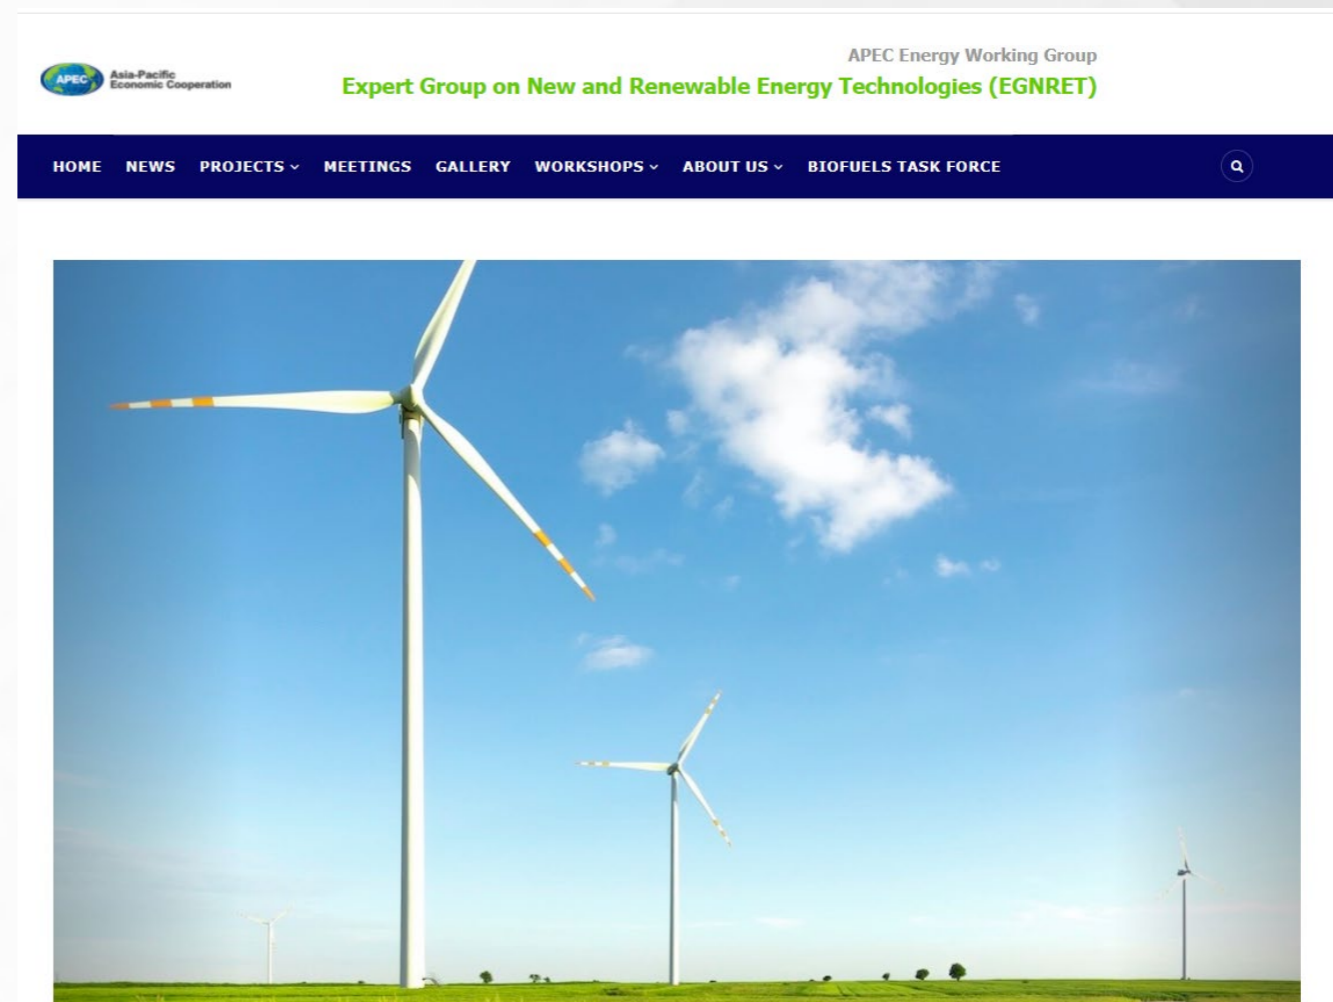 APEC
Asia-Pacific
Economic Cooperation
APEC Energy Working Group
Expert Group on New and Renewable Energy Technologies (EGNRET)
HOME NEWS PROJECTS MEETINGS GALLERY WORKSHOPS ABOUT US BIOFUELS TASK FORCE